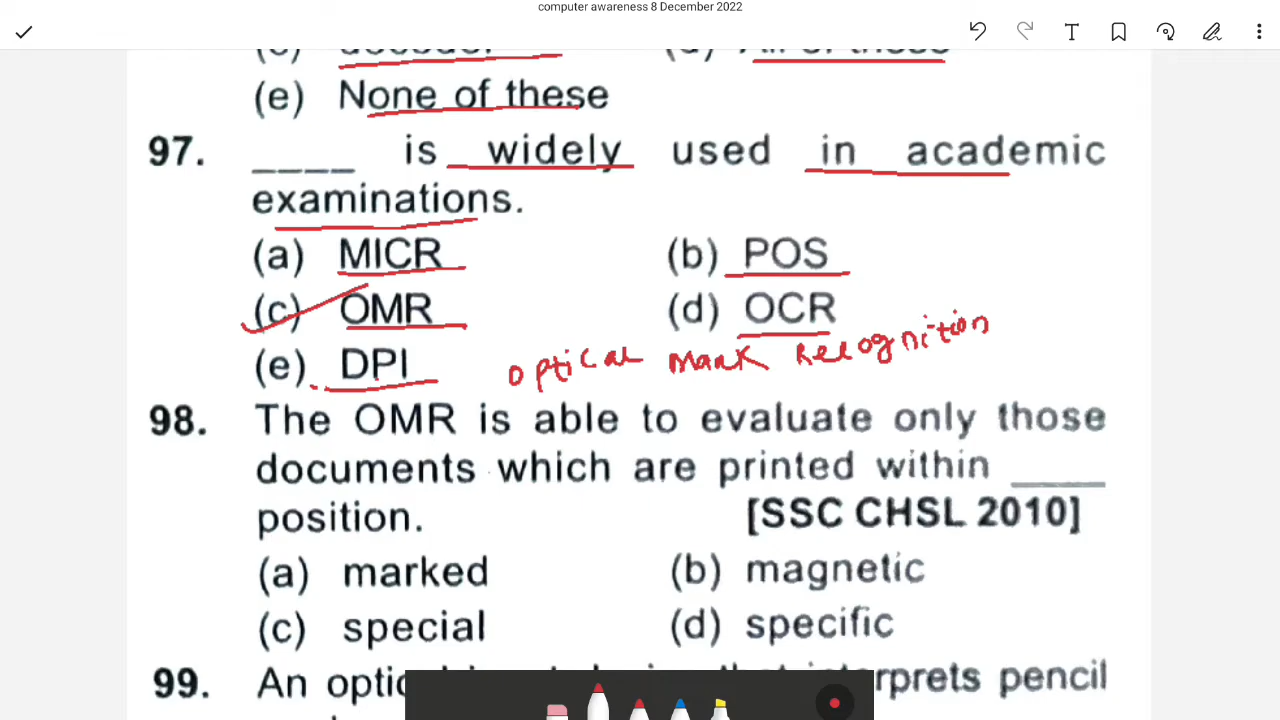 computer awareness 8 December 2022
(e) None of these
97. ____ is widely used in academic
examinations.
(a) MICR (b) POS
(c) OMR (d) OCR
(e) DPI Optical Mark Recognition
98. The OMR is able to evaluate only those
documents which are printed within _____
position. [SSC CHSL 2010]
(a) marked (b) magnetic
(c) special (d) specific
99. An optic rprets pencil